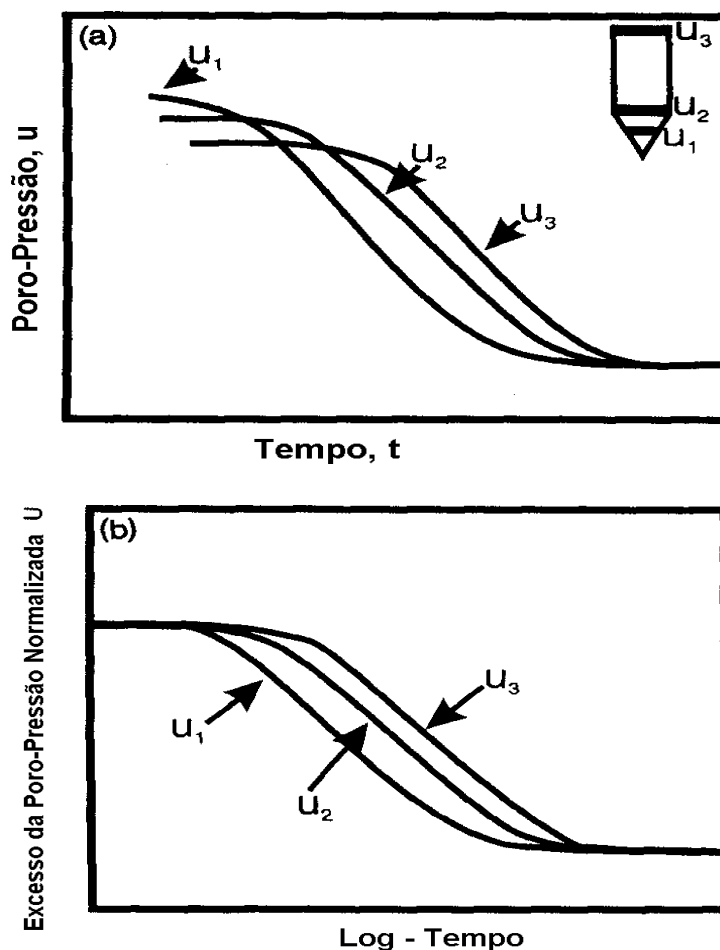 (a)
u₁
u₃
u₂
u₁
u₂
u₃
Poro-Pressão, u
Tempo, t
(b)
u₃
u₁
u₂
Excesso da Poro-Pressão Normalizada U
Log - Tempo